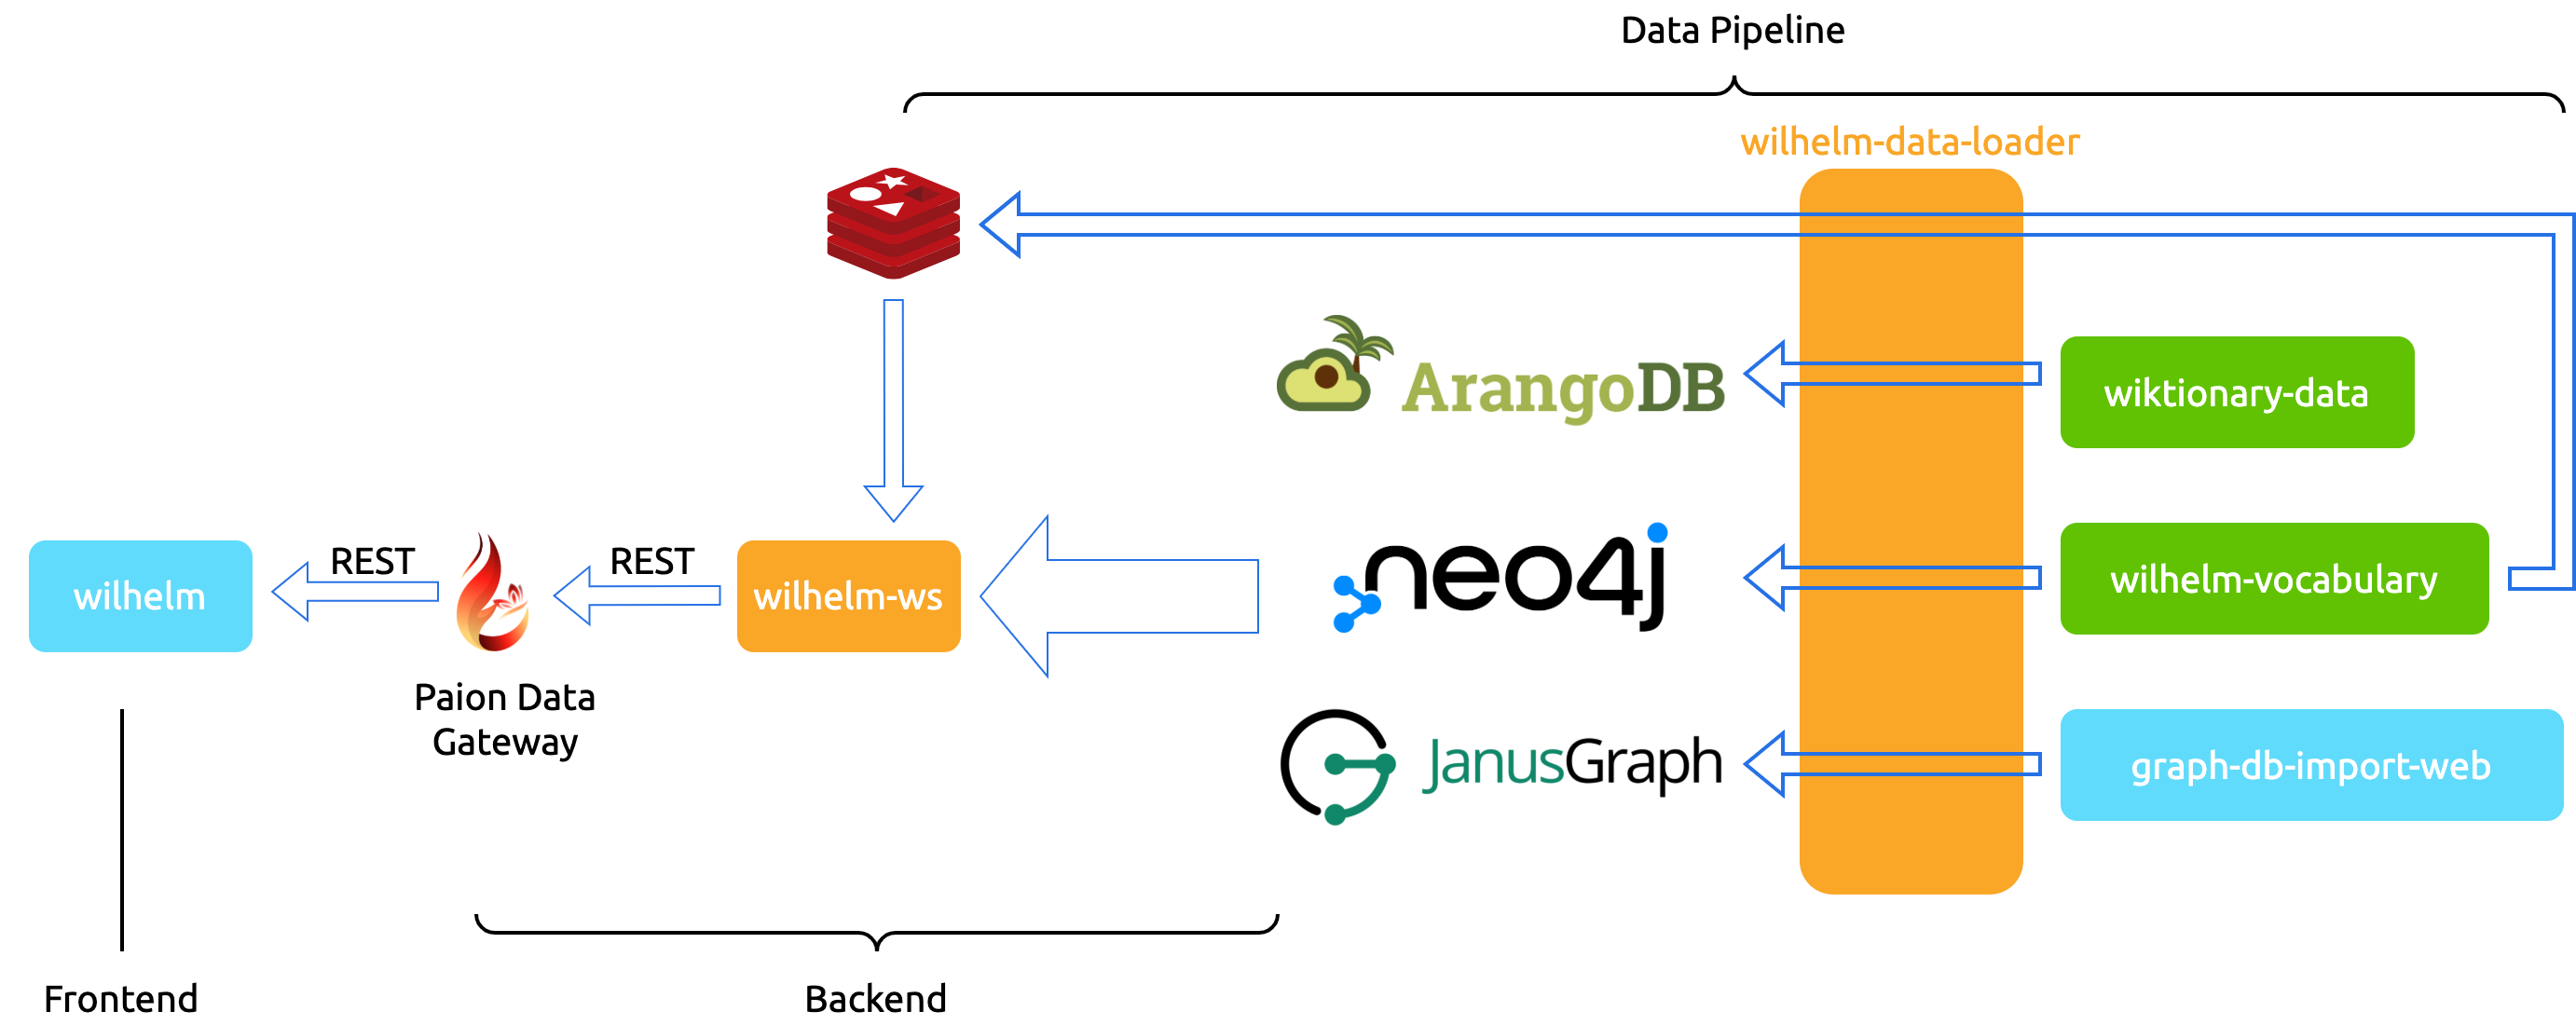 Data Pipeline
wilhelm-data-loader
ArangoDB
wiktionary-data
wilhelm
REST
REST
wilhelm-ws
neo4j
wilhelm-vocabulary
Paion Data
Gateway
JanusGraph
graph-db-import-web
Frontend
Backend